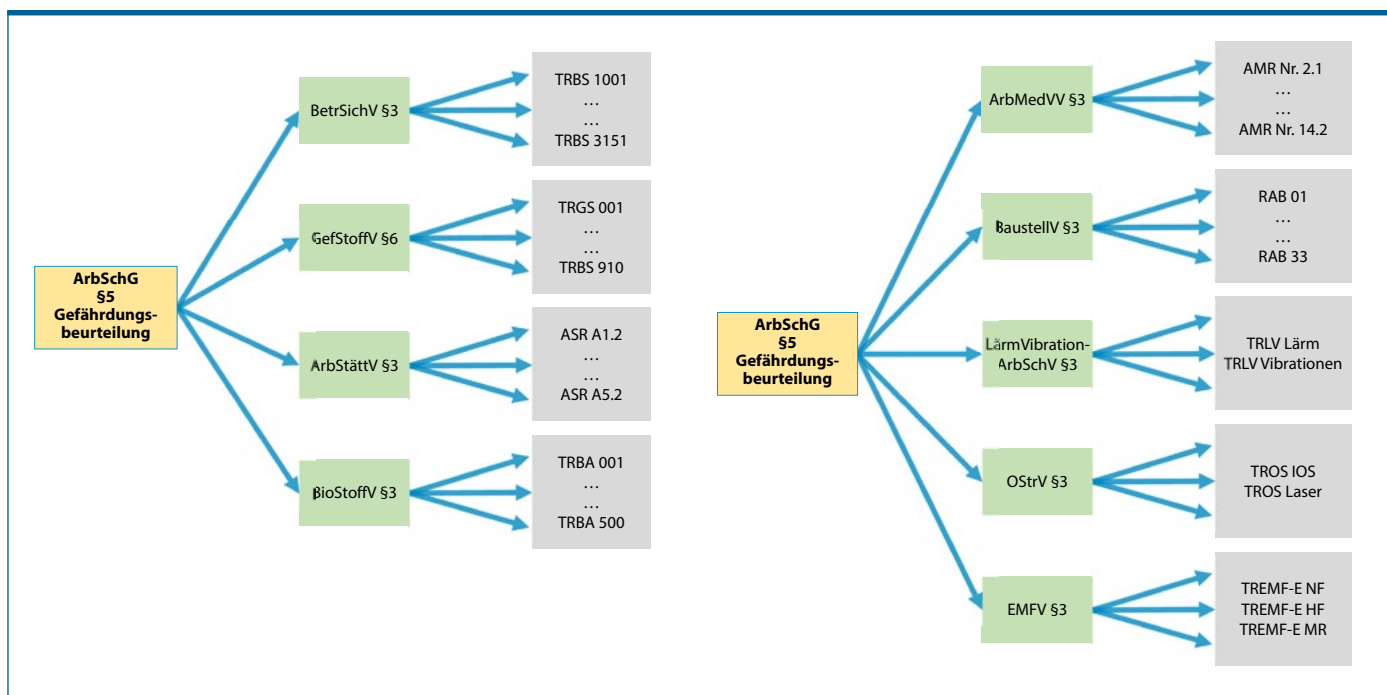 ArbSchG
§5
Gefährdungs-
beurteilung
BetrSichV §3
TRBS 1001
…
…
TRBS 3151
GefStoffV §6
TRGS 001
…
…
TRBS 910
ArbStättV §3
ASR A1.2
…
…
ASR A5.2
BioStoffV §3
TRBA 001
…
…
TRBA 500
ArbSchG
§5
Gefährdungs-
beurteilung
ArbMedVV §3
AMR Nr. 2.1
…
…
AMR Nr. 14.2
BaustellV §3
RAB 01
…
…
RAB 33
LärmVibration-
ArbSchV §3
TRLV Lärm
TRLV Vibrationen
OStrV §3
TROS IOS
TROS Laser
EMFV §3
TREMF-E NF
TREMF-E HF
TREMF-E MR